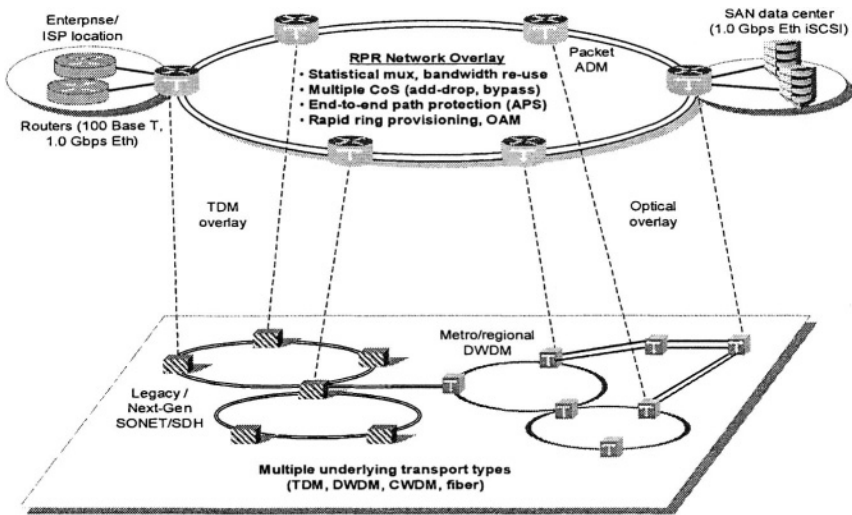 Enterprise/
ISP location
SAN data center
(1.0 Gbps Eth iSCSI)
RPR Network Overlay
Packet
ADM
• Statistical mux, bandwidth re-use
• Multiple CoS (add-drop, bypass)
• End-to-end path protection (APS)
• Rapid ring provisioning, OAM
Routers (100 Base T,
1.0 Gbps Eth)
T
T
T
T
T
T
TDM
overlay
Optical
overlay
Metro/regional
DWDM
T
T
T
T
T
T
T
Legacy /
Next-Gen
SONET/SDH
Multiple underlying transport types
(TDM, DWDM, CWDM, fiber)